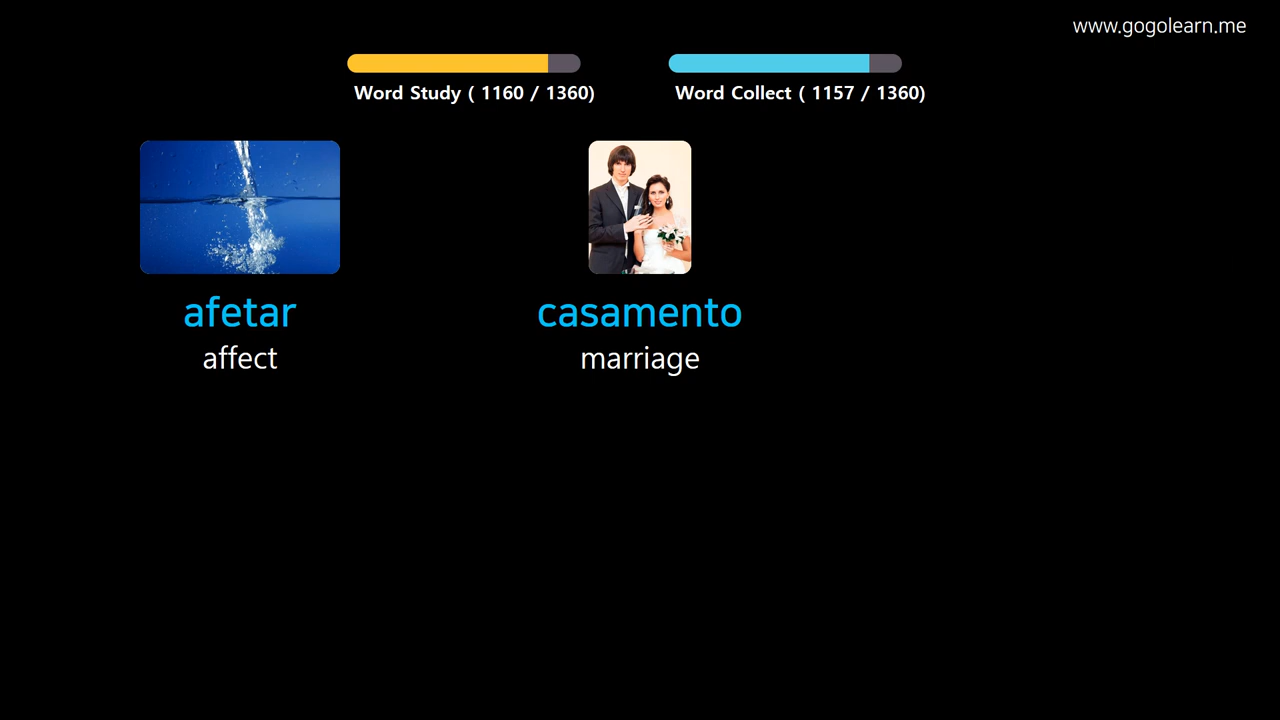 www.gogolearn.me
Word Study ( 1160 / 1360)
Word Collect ( 1157 / 1360)
afetar
affect
casamento
marriage